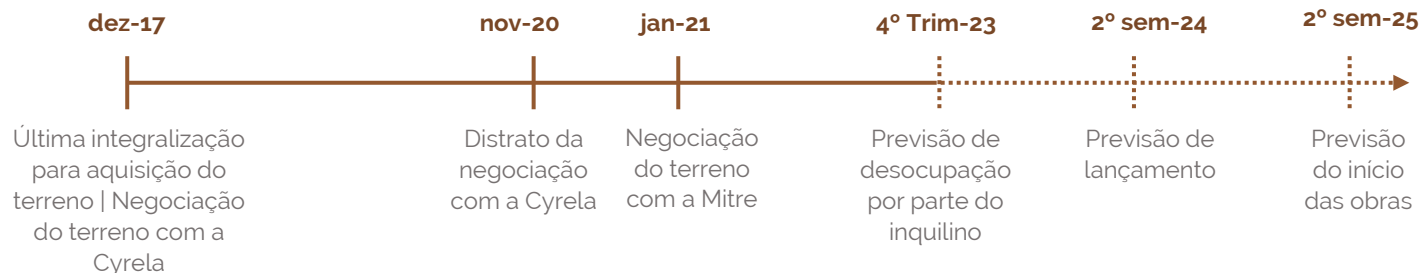 dez-17
nov-20
jan-21
4º Trim-23
2º sem-24
2º sem-25
Última integralização
para aquisição do
terreno | Negociação
do terreno com a
Cyrela
Distrato da
negociação
com a Cyrela
Negociação
do terreno
com a Mitre
Previsão de
desocupação
por parte do
inquilino
Previsão de
lançamento
Previsão
do início
das obras